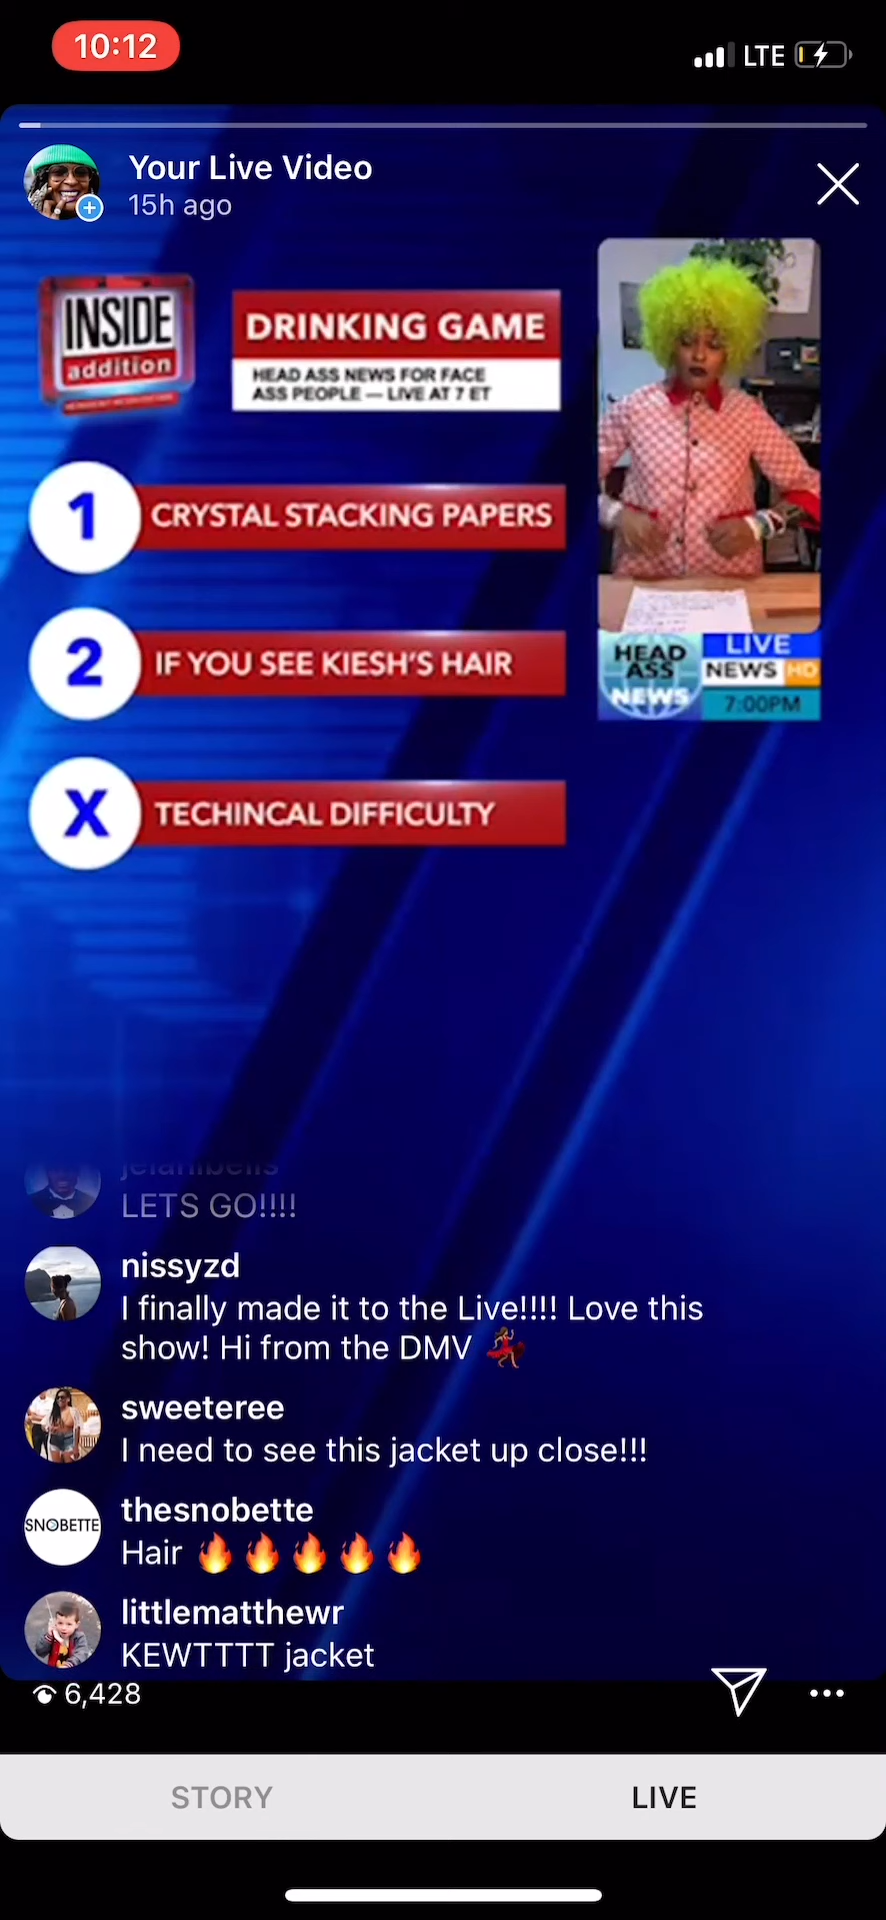 10:12
LTE
Your Live Video
15h ago
INSIDE
addition
DRINKING GAME
HEAD ASS NEWS FOR FACE
ASS PEOPLE — LIVE AT 7 ET
1
CRYSTAL STACKING PAPERS
2
IF YOU SEE KIESH'S HAIR
X
TECHINCAL DIFFICULTY
HEAD
ASS
NEWS
LIVE
NEWS HD
7:00PM
LETS GO!!!!
nissyzd
I finally made it to the Live!!!! Love this
show! Hi from the DMV 💃🏾
sweeteree
I need to see this jacket up close!!!
SNOBETTE
thesnobette
Hair 🔥🔥🔥🔥🔥
littlematthewr
KEWTTTT jacket
6,428
STORY
LIVE